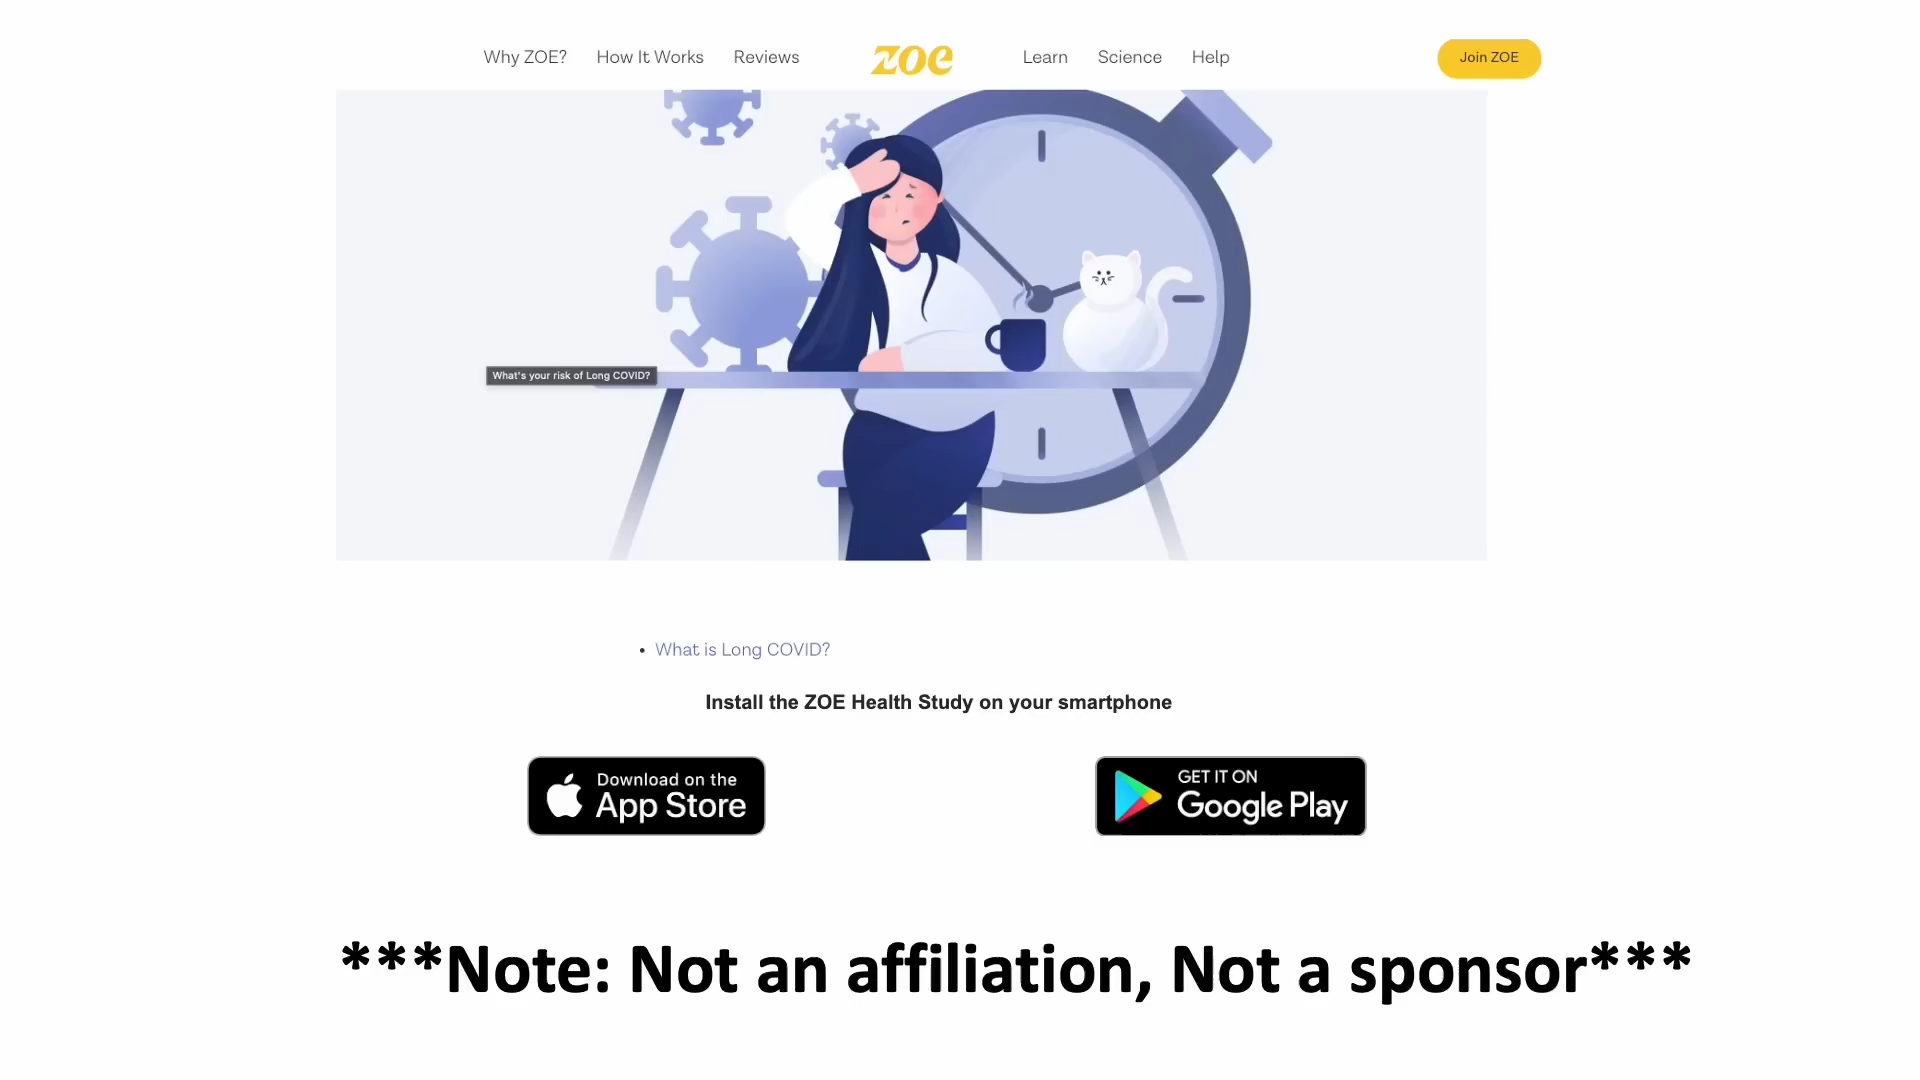 Why ZOE? How It Works Reviews ZOE Learn Science Help Join ZOE
What's your risk of Long COVID?
• What is Long COVID?
Install the ZOE Health Study on your smartphone
Download on the
App Store
GET IT ON
Google Play
***Note: Not an affiliation, Not a sponsor***